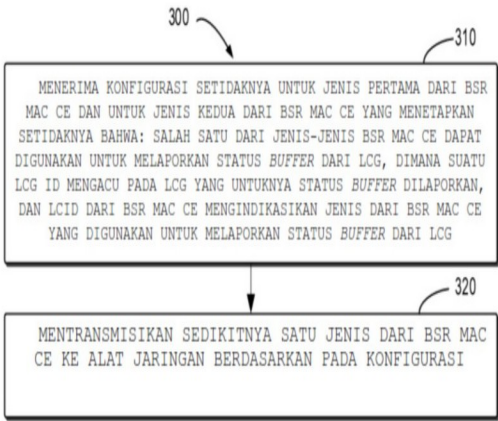 300
310
MENERIMA KONFIGURASI SETIDAKNYA UNTUK JENIS PERTAMA DARI BSR
MAC CE DAN UNTUK JENIS KEDUA DARI BSR MAC CE YANG MENETAPKAN
SETIDAKNYA BAHWA: SALAH SATU DARI JENIS-JENIS BSR MAC CE DAPAT
DIGUNAKAN UNTUK MELAPORKAN STATUS BUFFER DARI LCG, DIMANA SUATU
LCG ID MENGACU PADA LCG YANG UNTUKNYA STATUS BUFFER DILAPORKAN,
DAN LCID DARI BSR MAC CE MENGINDIKASIKAN JENIS DARI BSR MAC CE
YANG DIGUNAKAN UNTUK MELAPORKAN STATUS BUFFER DARI LCG
320
MENTRANSMISIKAN SEDIKITNYA SATU JENIS DARI BSR MAC
CE KE ALAT JARINGAN BERDASARKAN PADA KONFIGURASI